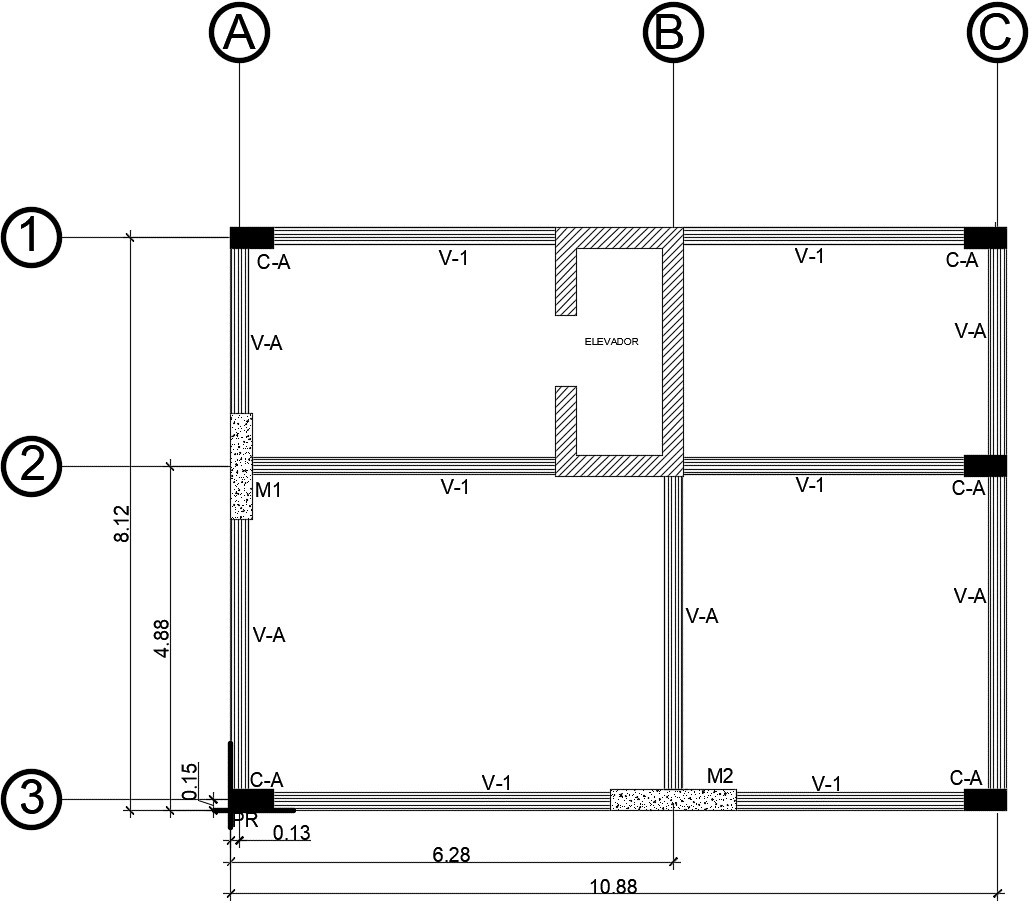 A B C
1
C-A V-1 V-1 C-A
V-A ELEVADOR V-A
2
M1 V-1 V-1 C-A
8.12
4.88
V-A V-A V-A
0.15
C-A V-1 M2 V-1 C-A
3
PR
0.13
6.28
10.88